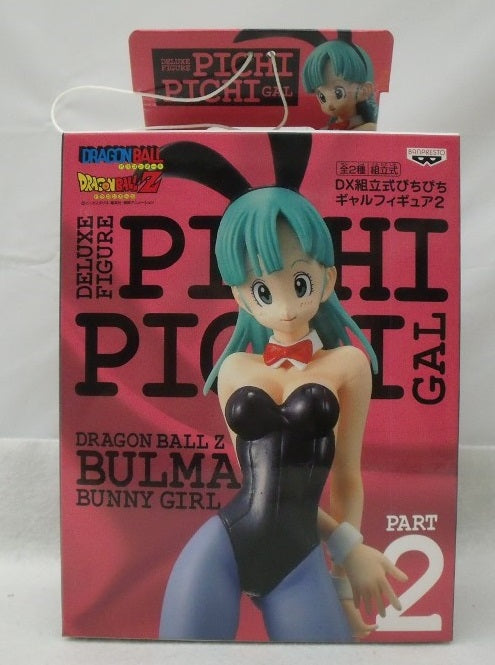 DELUXE
FIGURE
PICHI
PICHI
GAL
DRAGON BALL
DRAGON BALL Z
BANPRESTO
全2種 組立式
DX組立式ぴちぴち
ギャルフィギュア2
DELUXE
FIGURE
PICHI
PICHI
GAL
DRAGON BALL Z
BULMA
BUNNY GIRL
PART
2